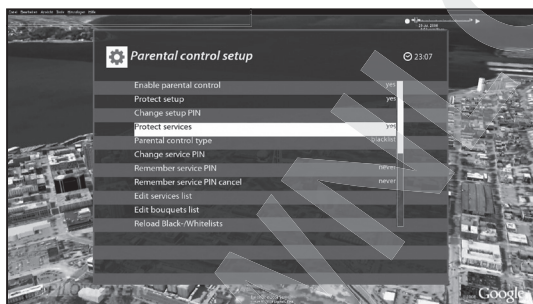 Parental control setup
23:07
Enable parental control yes
Protect setup yes
Change setup PIN
Protect services yes
Parental control type blacklist
Change service PIN
Remember service PIN never
Remember service PIN cancel never
Edit services list
Edit bouquets list
Reload Black-/Whitelists
Google